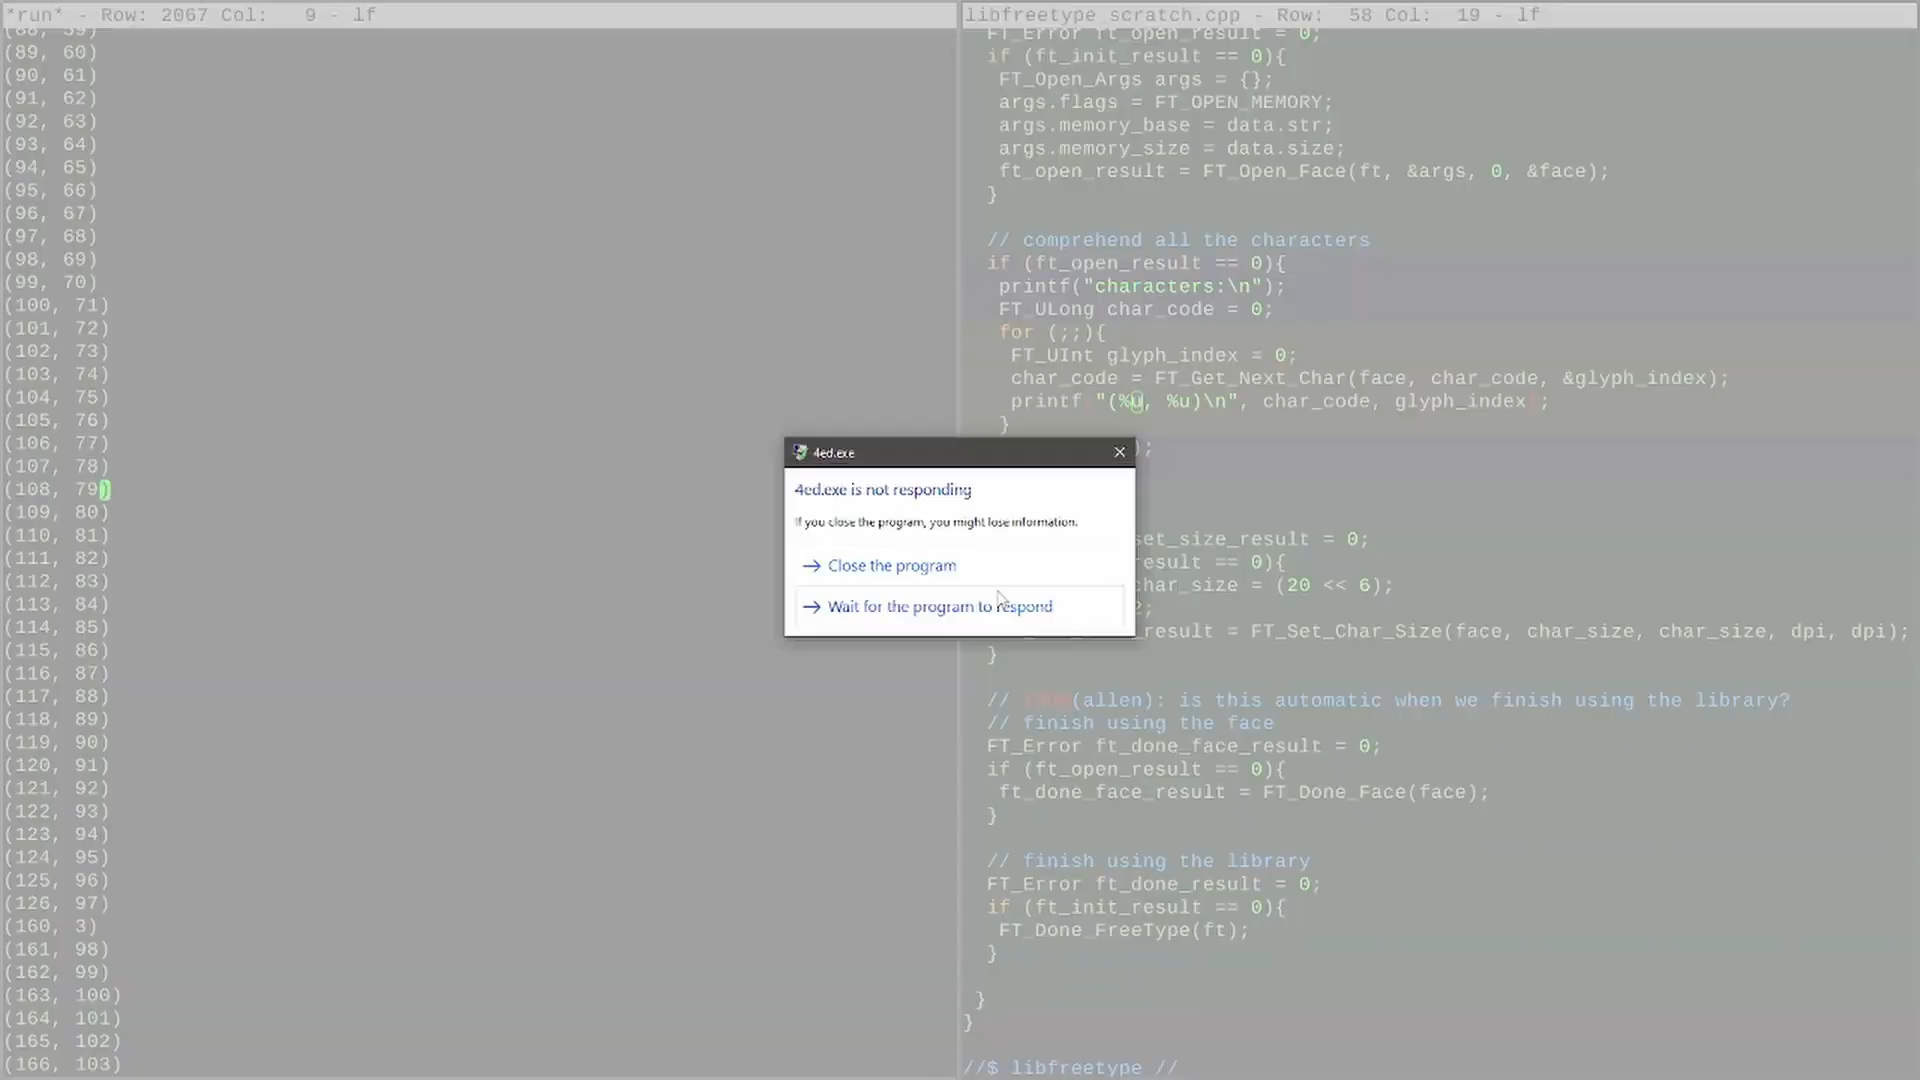 *run* - Row: 2067 Col: 9 - lf
(88, 59)
(89, 60)
(90, 61)
(91, 62)
(92, 63)
(93, 64)
(94, 65)
(95, 66)
(96, 67)
(97, 68)
(98, 69)
(99, 70)
(100, 71)
(101, 72)
(102, 73)
(103, 74)
(104, 75)
(105, 76)
(106, 77)
(107, 78)
(108, 79)
(109, 80)
(110, 81)
(111, 82)
(112, 83)
(113, 84)
(114, 85)
(115, 86)
(116, 87)
(117, 88)
(118, 89)
(119, 90)
(120, 91)
(121, 92)
(122, 93)
(123, 94)
(124, 95)
(125, 96)
(126, 97)
(160, 3)
(161, 98)
(162, 99)
(163, 100)
(164, 101)
(165, 102)
(166, 103)
libfreetype_scratch.cpp - Row: 58 Col: 19 - lf
FT_Error ft_open_result = 0;
if (ft_init_result == 0){
FT_Open_Args args = {};
args.flags = FT_OPEN_MEMORY;
args.memory_base = data.str;
args.memory_size = data.size;
ft_open_result = FT_Open_Face(ft, &args, 0, &face);
}
// comprehend all the characters
if (ft_open_result == 0){
printf("characters:\n");
FT_ULong char_code = 0;
for (;;){
FT_UInt glyph_index = 0;
char_code = FT_Get_Next_Char(face, char_code, &glyph_index);
printf "(%u, %u)\n", char_code, glyph_index ;
}
);
set_size_result = 0;
esult == 0){
char_size = (20 << 6);
2;
result = FT_Set_Char_Size(face, char_size, char_size, dpi, dpi);
}
// (allen): is this automatic when we finish using the library?
// finish using the face
FT_Error ft_done_face_result = 0;
if (ft_open_result == 0){
ft_done_face_result = FT_Done_Face(face);
}
// finish using the library
FT_Error ft_done_result = 0;
if (ft_init_result == 0){
FT_Done_FreeType(ft);
}
}
}
//$ libfreetype //
4ed.exe
4ed.exe is not responding
If you close the program, you might lose information.
→ Close the program
→ Wait for the program to respond